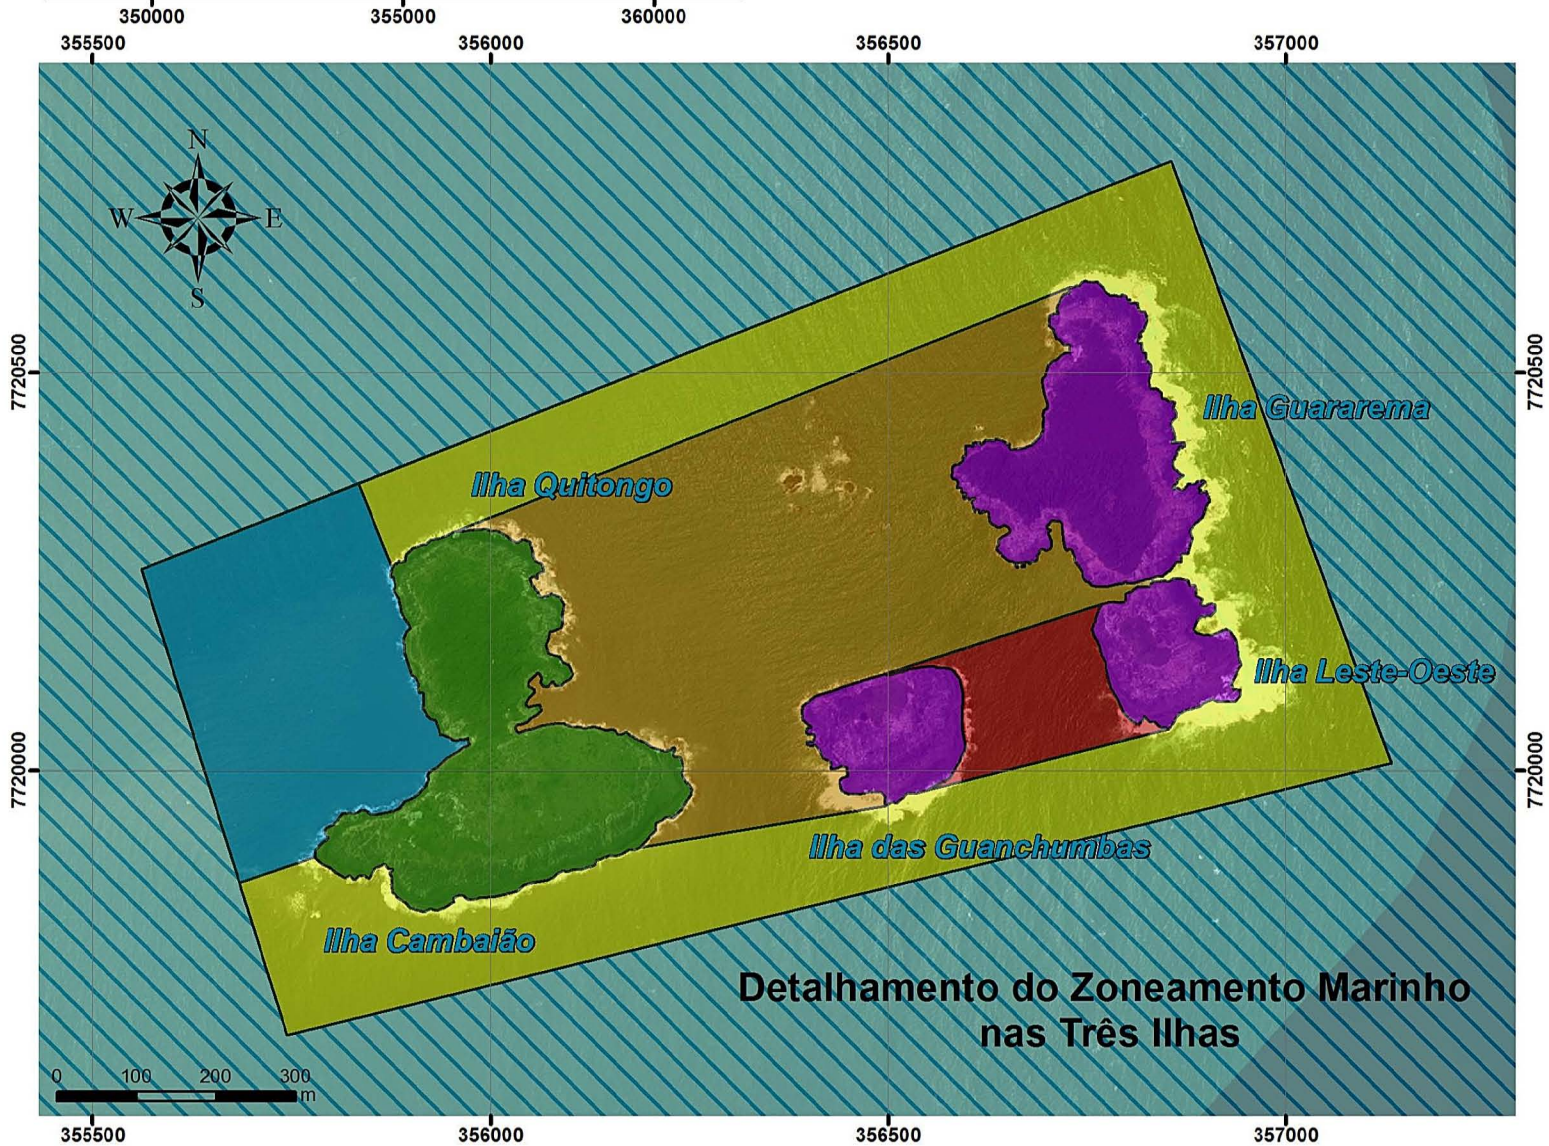 350000 355000 360000
355500 356000 356500 357000
N
W E
S
7720500 7720500
Ilha Guararema
Ilha Quitongo
Ilha Leste-Oeste
7720000 7720000
Ilha das Guanchumbas
Ilha Cambaião
Detalhamento do Zoneamento Marinho
nas Três Ilhas
0 100 200 300
m
355500 356000 356500 357000